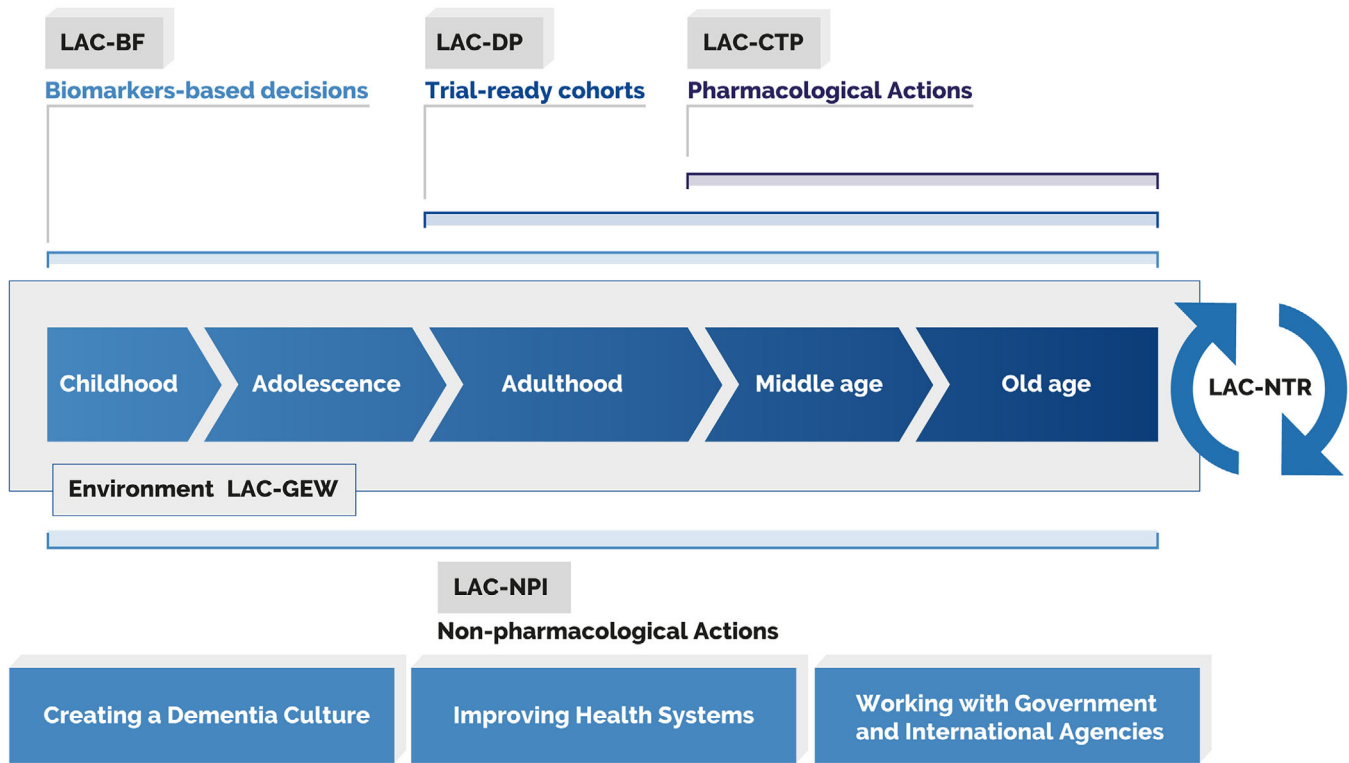 LAC-BF
Biomarkers-based decisions
LAC-DP
Trial-ready cohorts
LAC-CTP
Pharmacological Actions
Childhood
Adolescence
Adulthood
Middle age
Old age
LAC-NTR
Environment LAC-GEW
LAC-NPI
Non-pharmacological Actions
Creating a Dementia Culture
Improving Health Systems
Working with Government
and International Agencies